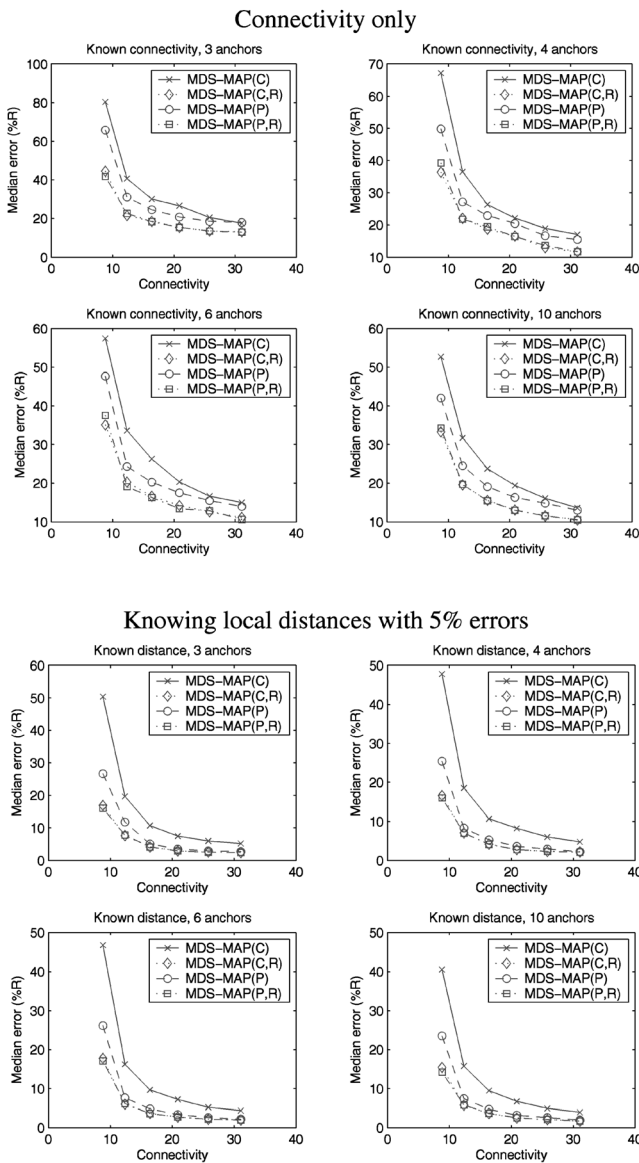 Connectivity only
Known connectivity, 3 anchors
100
80
60
40
20
0
0 10 20 30 40
Median error (%R)
Connectivity
MDS−MAP(C)
MDS−MAP(C,R)
MDS−MAP(P)
MDS−MAP(P,R)
Known connectivity, 4 anchors
70
60
50
40
30
20
10
0 10 20 30 40
Median error (%R)
Connectivity
MDS−MAP(C)
MDS−MAP(C,R)
MDS−MAP(P)
MDS−MAP(P,R)
Known connectivity, 6 anchors
60
50
40
30
20
10
0 10 20 30 40
Median error (%R)
Connectivity
MDS−MAP(C)
MDS−MAP(C,R)
MDS−MAP(P)
MDS−MAP(P,R)
Known connectivity, 10 anchors
60
50
40
30
20
10
0 10 20 30 40
Median error (%R)
Connectivity
MDS−MAP(C)
MDS−MAP(C,R)
MDS−MAP(P)
MDS−MAP(P,R)
Knowing local distances with 5% errors
Known distance, 3 anchors
60
50
40
30
20
10
0
0 10 20 30 40
Median error (%R)
Connectivity
MDS−MAP(C)
MDS−MAP(C,R)
MDS−MAP(P)
MDS−MAP(P,R)
Known distance, 4 anchors
50
40
30
20
10
0
0 10 20 30 40
Median error (%R)
Connectivity
MDS−MAP(C)
MDS−MAP(C,R)
MDS−MAP(P)
MDS−MAP(P,R)
Known distance, 6 anchors
50
40
30
20
10
0
0 10 20 30 40
Median error (%R)
Connectivity
MDS−MAP(C)
MDS−MAP(C,R)
MDS−MAP(P)
MDS−MAP(P,R)
Known distance, 10 anchors
50
40
30
20
10
0
0 10 20 30 40
Median error (%R)
Connectivity
MDS−MAP(C)
MDS−MAP(C,R)
MDS−MAP(P)
MDS−MAP(P,R)